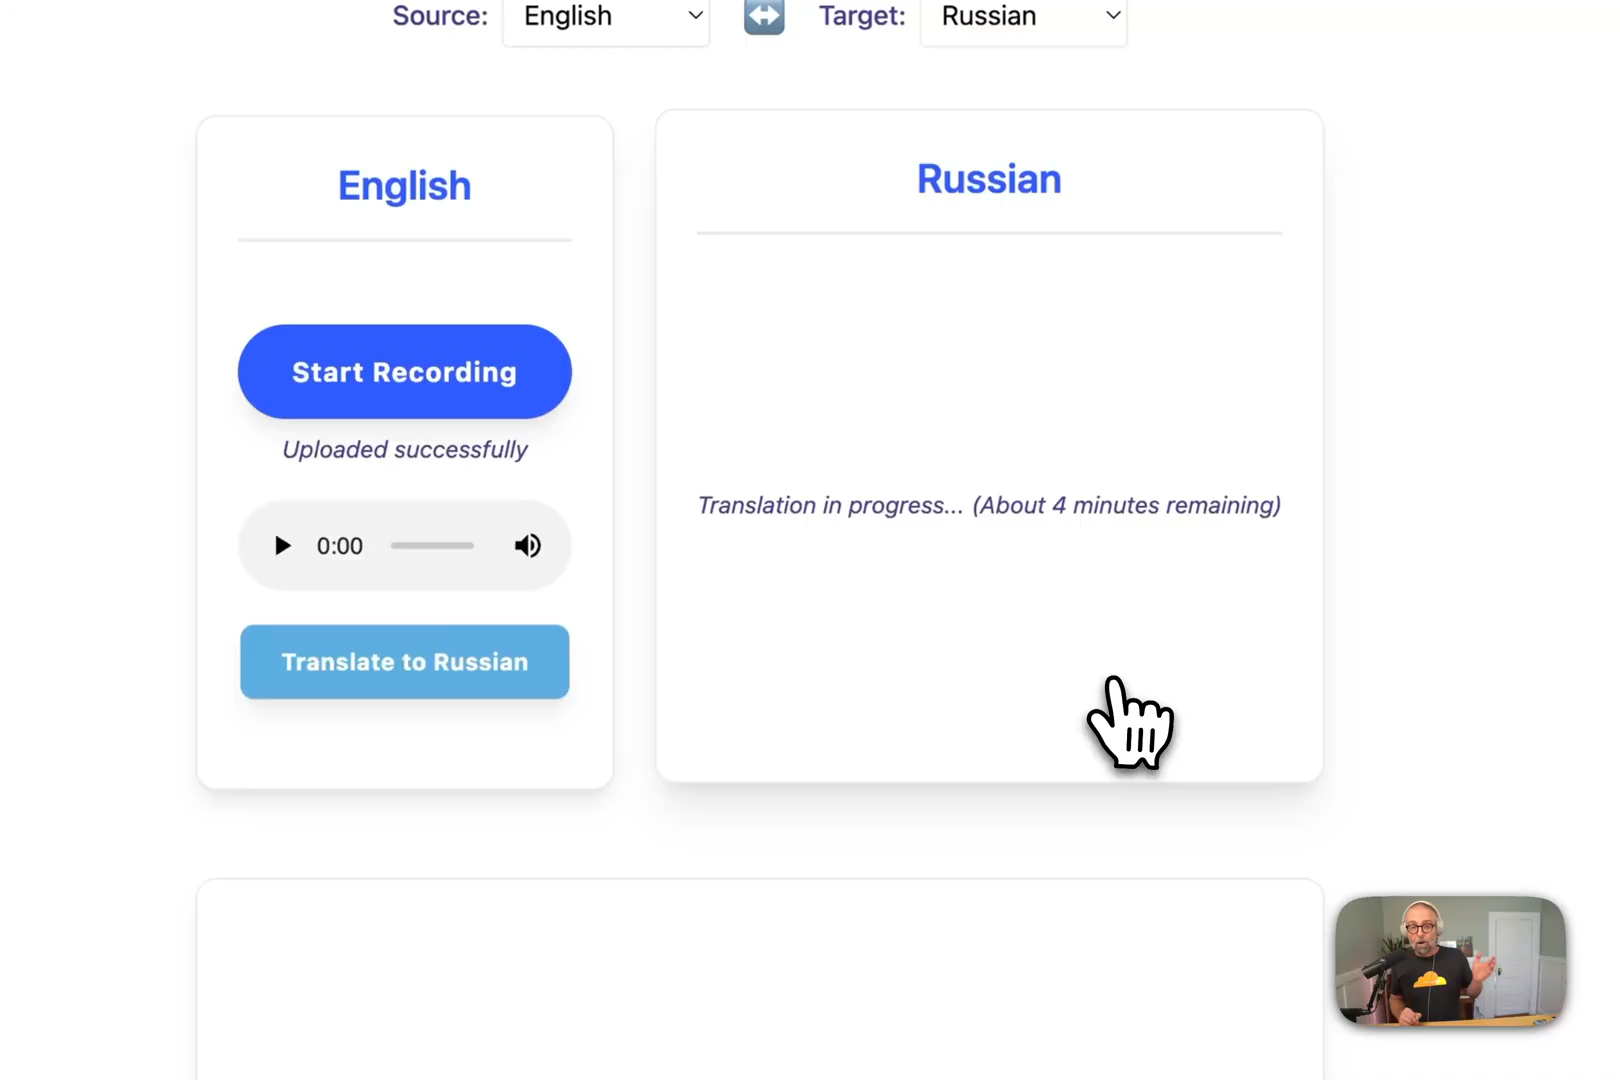 Source: English Target: Russian
English
Start Recording
Uploaded successfully
0:00
Translate to Russian
Russian
Translation in progress... (About 4 minutes remaining)